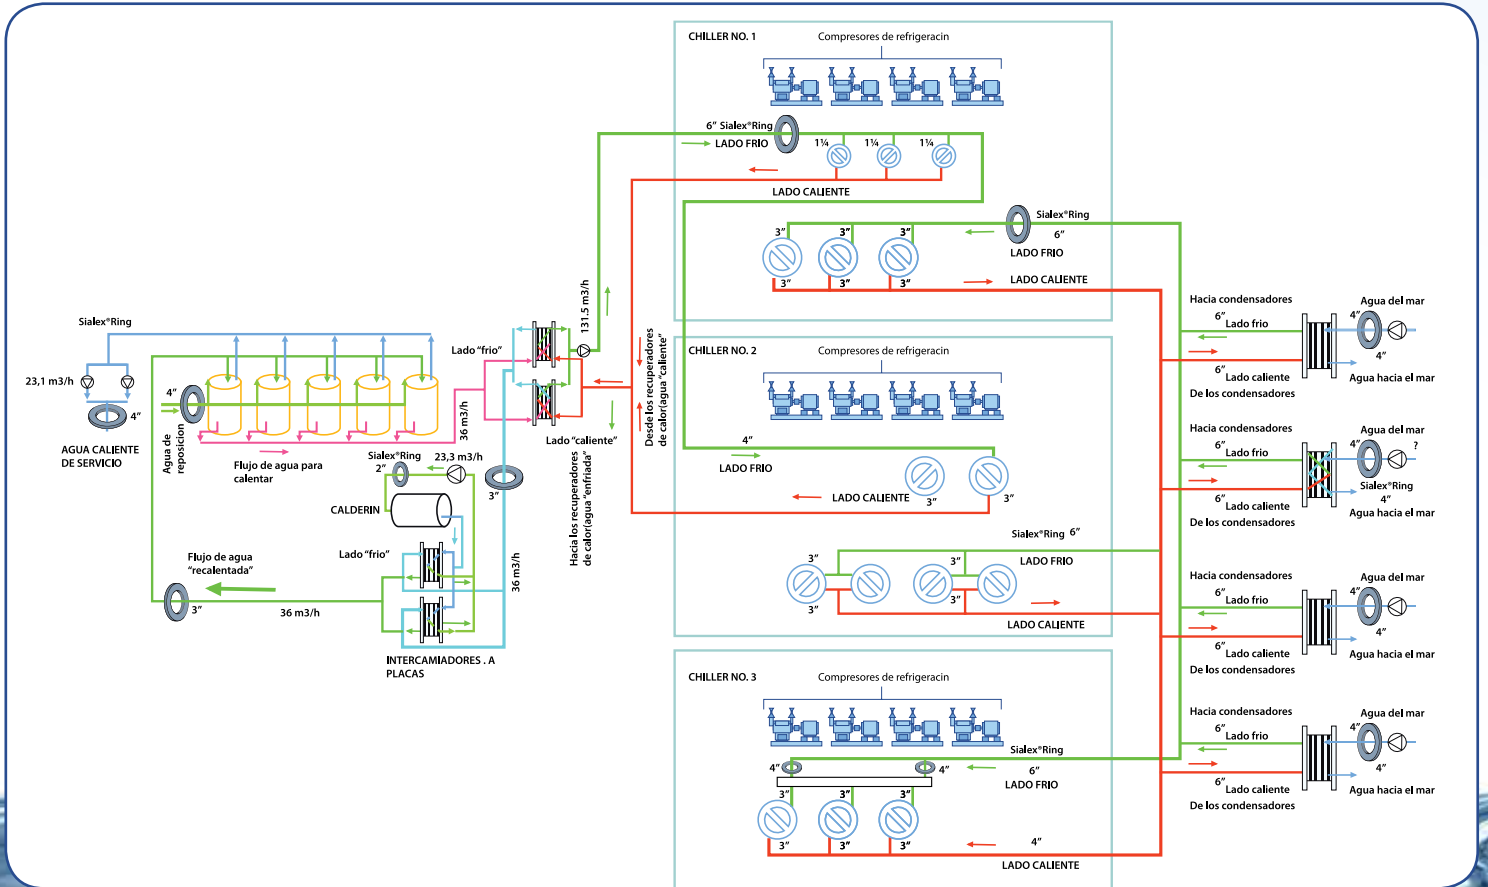 CHILLER NO. 1
Compresores de refrigeracin
6” Sialex®Ring
LADO FRIO
1¼
1¼
1¼
LADO CALIENTE
Sialex®Ring
6”
LADO FRIO
3”
3”
3”
3”
3”
3”
LADO CALIENTE
CHILLER NO. 2
Compresores de refrigeracin
4”
LADO FRIO
LADO CALIENTE
3”
3”
Sialex®Ring 6”
LADO FRIO
3”
3”
3”
3”
LADO CALIENTE
CHILLER NO. 3
Compresores de refrigeracin
Sialex®Ring
6”
LADO FRIO
4”
4”
3”
3”
3”
3”
3”
3”
4”
LADO CALIENTE
Sialex®Ring
23,1 m3/h
4”
AGUA CALIENTE
DE SERVICIO
4”
Agua de
reposicion
Flujo de agua para
calentar
36 m3/h
Lado “frio”
131.5 m3/h
Lado “caliente”
Hacia los recuperadores
de calor(agua “enfriada”
Desde los recuperadores
de calor(agua “caliente”
Sialex®Ring
2”
23,3 m3/h
3”
CALDERIN
Lado “frio”
36 m3/h
Flujo de agua
“recalentada”
3”
36 m3/h
INTERCAMIADORES . A
PLACAS
Hacia condensadores
6”
Lado frio
6”
Lado caliente
De los condensadores
Agua del mar
4”
4”
Agua hacia el mar
Hacia condensadores
6”
Lado frio
6”
Lado caliente
De los condensadores
Agua del mar
4”
?
Sialex®Ring
4”
Agua hacia el mar
Hacia condensadores
6”
Lado frio
6”
Lado caliente
De los condensadores
Agua del mar
4”
4”
Agua hacia el mar
Hacia condensadores
6”
Lado frio
6”
Lado caliente
De los condensadores
Agua del mar
4”
4”
Agua hacia el mar